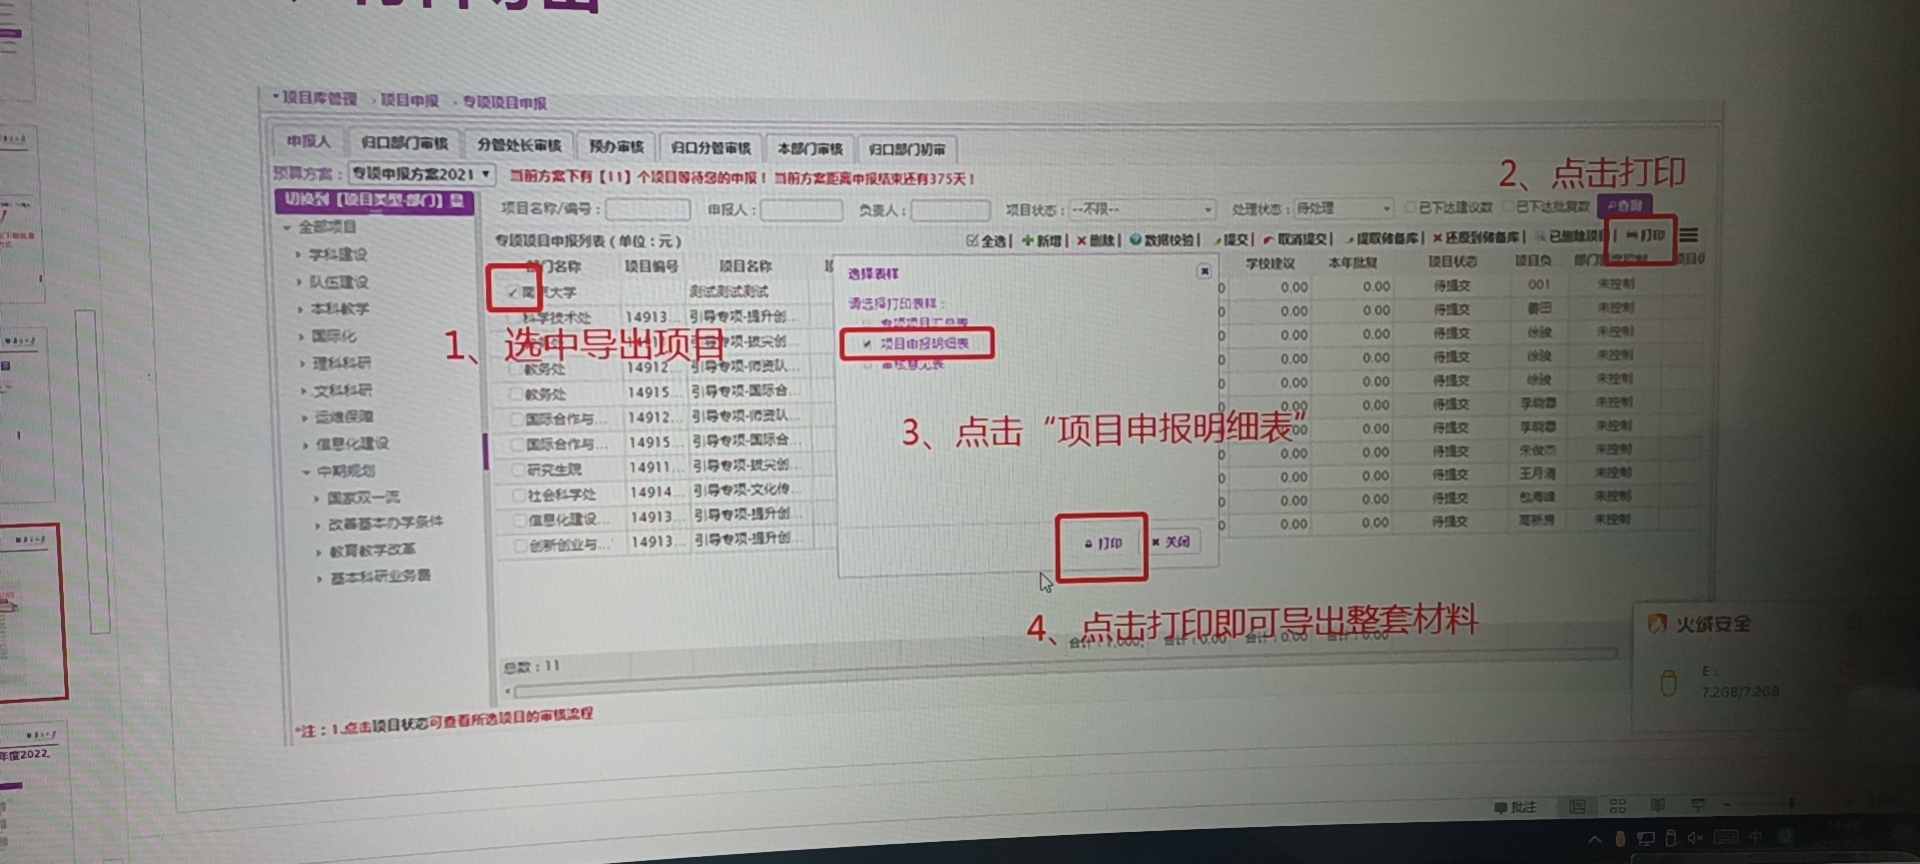 项目库管理 项目申报 专项项目申报
申报人 归口部门审核 分管处长审核 预办审核 归口分管审核 本部门审核 归口部门初审
预算方案： 专项申报方案2021 当前方案下有【11】个项目等待您的申报！当前方案距离申报结束还有375天！
2、点击打印
切换到【项目类型-部门】
项目名称/编号： 申报人： 负责人： 项目状态： --不限-- 处理状态： 待处理 已下达建议数 已下达批复数 查询
全部项目
学科建设
队伍建设
本科教学
国际化
理科科研
文科科研
运维保障
信息化建设
中期规划
国家双一流
改善基本办学条件
教育教学改革
基本科研业务费
专项项目申报列表（单位：元）
全选 新增 删除 数据校验 提交 取消提交 提取储备库 还原到储备库 已删除项目 打印
部门名称 项目编号 项目名称
大学 测试测试测试
科学技术处 14913... 引导专项-提升创...
1、选中导出项目
专项-拔尖创...
教务处 14912... 引导专项-师资队...
教务处 14915... 引导专项-国际合...
国际合作与... 14912... 引导专项-师资队...
国际合作与... 14915... 引导专项-国际合...
研究生院 14911... 引导专项-拔尖创...
社会科学处 14914... 引导专项-文化传...
信息化建设... 14913... 引导专项-提升创...
创新创业与... 14913... 引导专项-提升创...
选择表样
请选择打印表样：
专项项目汇总表
项目申报明细表
审核意见表
3、点击“项目申报明细表”
打印 关闭
4、点击打印即可导出整套材料
学校建议 本年批复 项目状态 项目负
0.00 0.00 待提交 001 未控制
0.00 0.00 待提交 未控制
0.00 0.00 待提交 徐骏 未控制
0.00 0.00 待提交 徐骏 未控制
0.00 0.00 待提交 徐骏 未控制
0.00 0.00 待提交 李晓蓉 未控制
0.00 0.00 待提交 李晓蓉 未控制
0.00 0.00 待提交 朱俊杰 未控制
0.00 0.00 待提交 王月清 未控制
0.00 0.00 待提交 未控制
0.00 0.00 待提交 未控制
合计：1,000, 合计：0.00 合计：0.00 合计：0.00
总数：11
*注：1.点击项目状态可查看所选项目的审核流程
火绒安全
E:
7.2GB/7.2GB
年度2022
批注
中